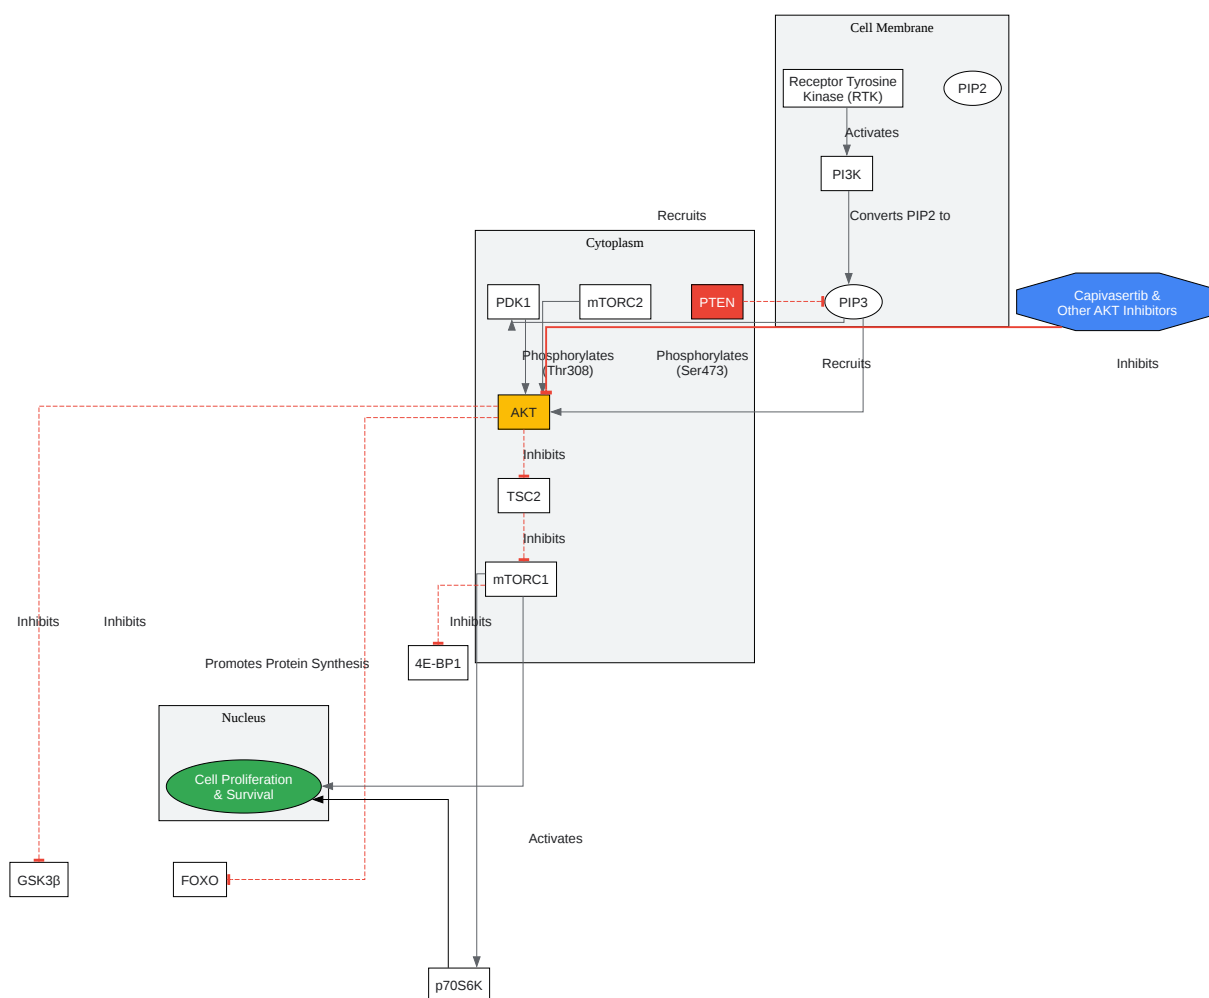 Cell Membrane
Receptor Tyrosine
Kinase (RTK)
PIP2
Activates
PI3K
Recruits
Converts PIP2 to
Cytoplasm
PDK1
mTORC2
PTEN
PIP3
Capivasertib &
Other AKT Inhibitors
Phosphorylates
(Thr308)
Phosphorylates
(Ser473)
Recruits
Inhibits
AKT
Inhibits
TSC2
Inhibits
mTORC1
Inhibits
Inhibits
Inhibits
Promotes Protein Synthesis
4E-BP1
Nucleus
Cell Proliferation
& Survival
Activates
GSK3β
FOXO
p70S6K